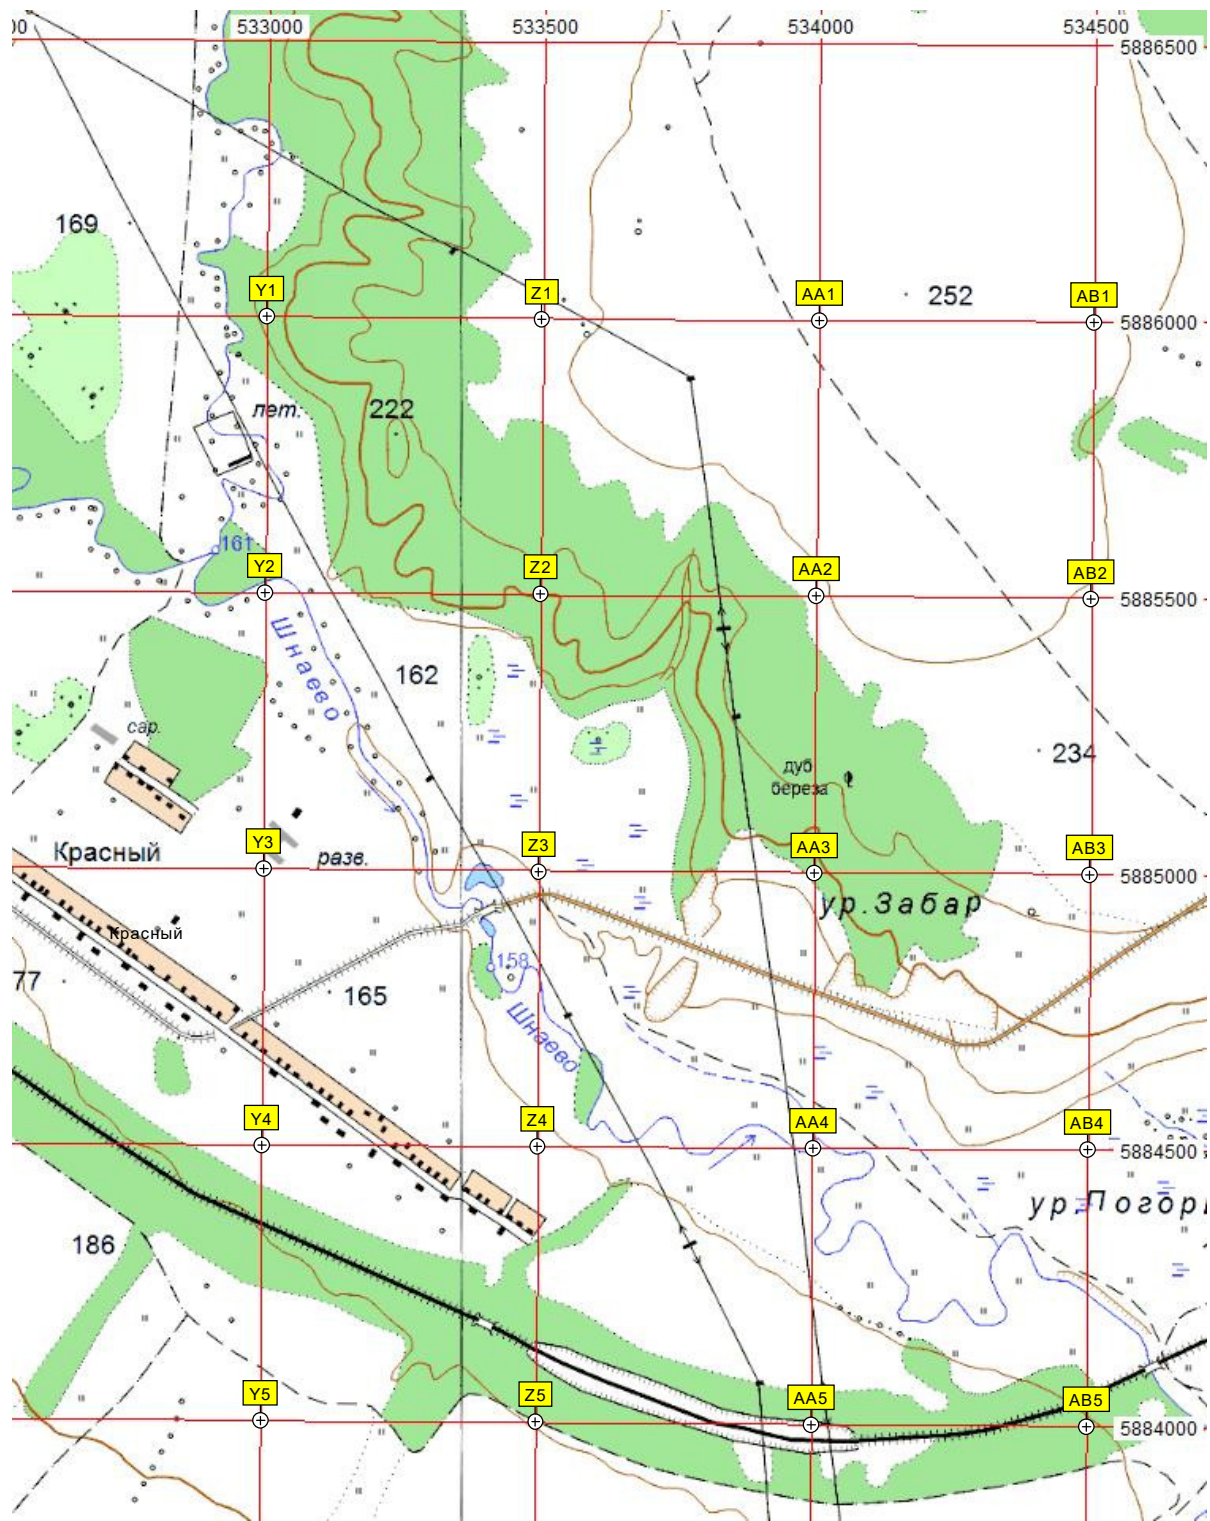 00 533000 533500 534000 534500
5886500
169
Y1 Z1 AA1 252 AB1
5886000
лет. 222
161
Y2 Z2 AA2 AB2
5885500
Шнаево
162
сар.
дуб
береза
234
Y3 Z3 AA3 AB3
Красный разв.
5885000
ур.Забар
Красный
158
77 165
Шнаево
Y4 Z4 AA4 AB4
5884500
186
Y5 Z5 AA5 AB5
5884000